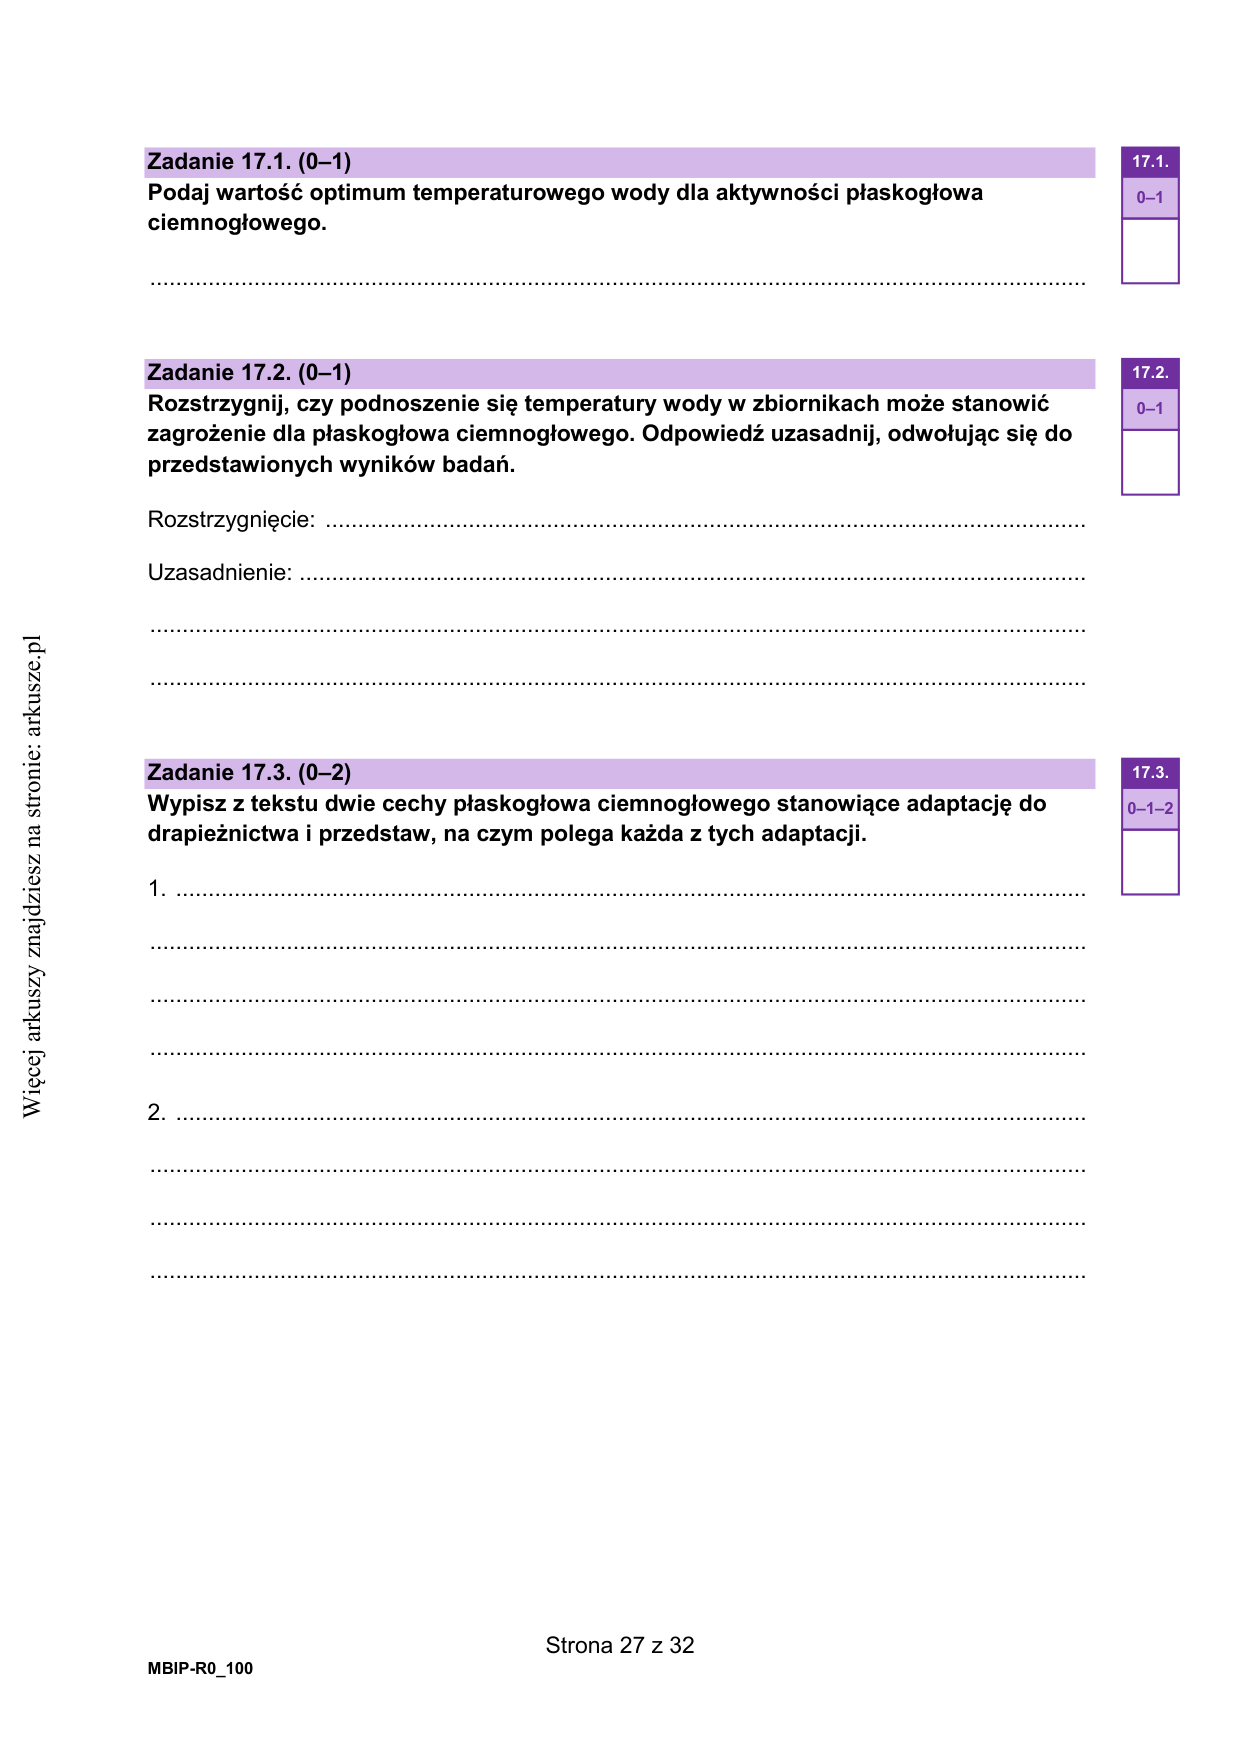 Zadanie 17.1. (0–1)
17.1.
Podaj wartość optimum temperaturowego wody dla aktywności płaskogłowa
ciemnogłowego.
0–1
....................................................................................................
Zadanie 17.2. (0–1)
17.2.
Rozstrzygnij, czy podnoszenie się temperatury wody w zbiornikach może stanowić
zagrożenie dla płaskogłowa ciemnogłowego. Odpowiedź uzasadnij, odwołując się do
przedstawionych wyników badań.
0–1
Rozstrzygnięcie: ....................................................................................................
Uzasadnienie: ....................................................................................................
....................................................................................................
....................................................................................................
Zadanie 17.3. (0–2)
17.3.
Wypisz z tekstu dwie cechy płaskogłowa ciemnogłowego stanowiące adaptację do
drapieżnictwa i przedstaw, na czym polega każda z tych adaptacji.
0–1–2
1. ....................................................................................................
....................................................................................................
....................................................................................................
....................................................................................................
2. ....................................................................................................
....................................................................................................
....................................................................................................
....................................................................................................
Więcej arkuszy znajdziesz na stronie: arkusze.pl
Strona 27 z 32
MBIP-R0_100